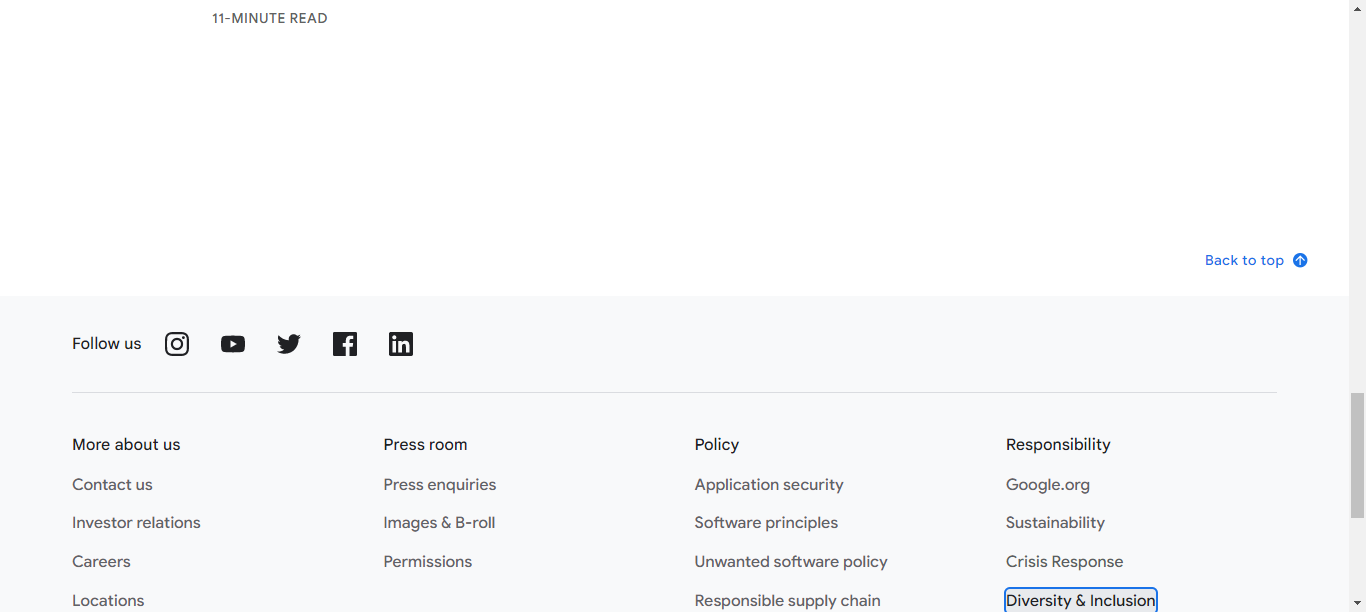 11-MINUTE READ
Back to top
Follow us
More about us
Contact us
Investor relations
Careers
Locations
Press room
Press enquiries
Images & B-roll
Permissions
Policy
Application security
Software principles
Unwanted software policy
Responsible supply chain
Responsibility
Google.org
Sustainability
Crisis Response
Diversity & Inclusion